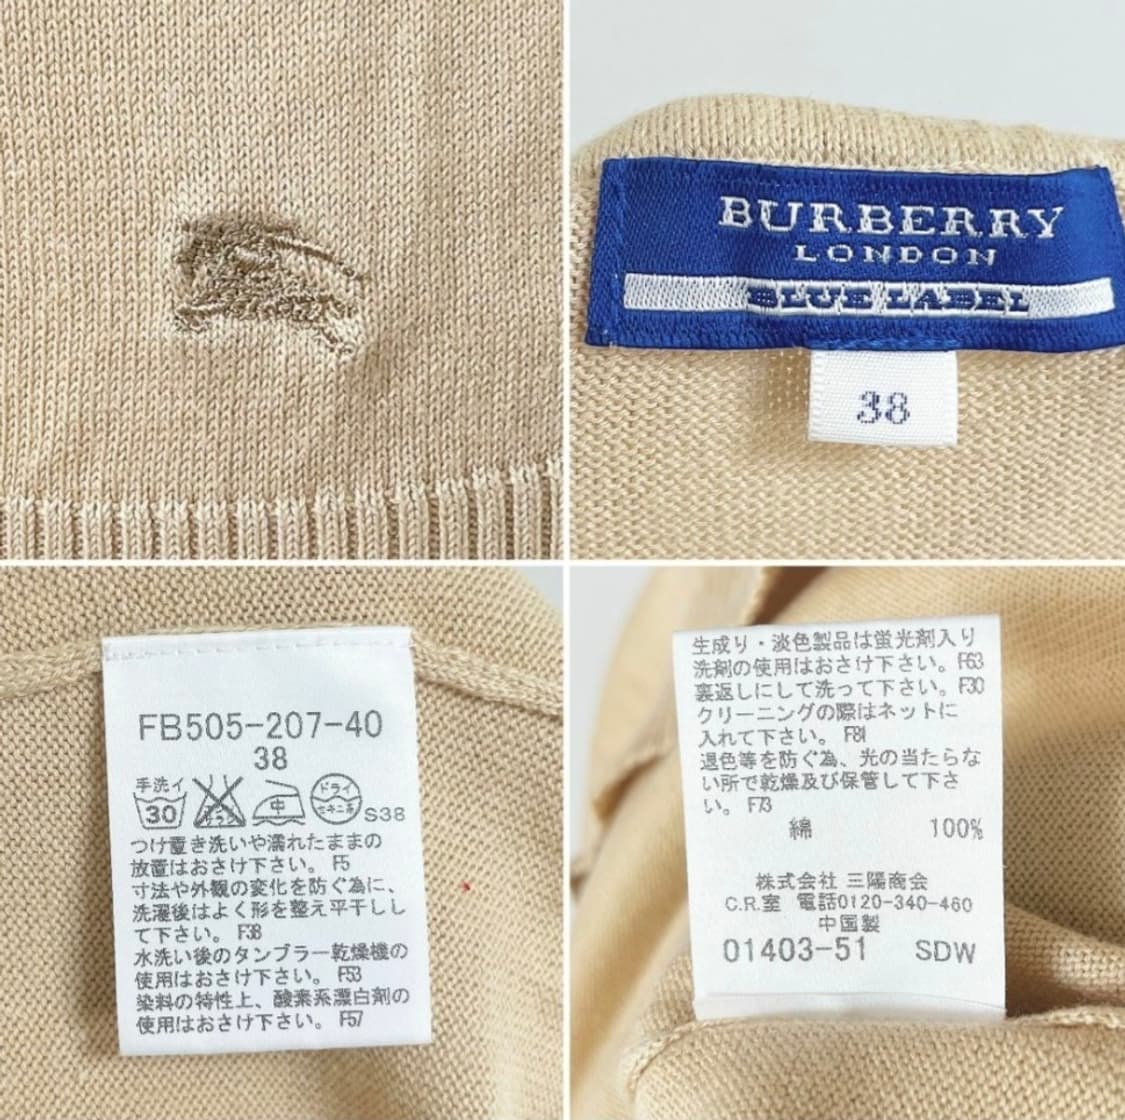 BURBERRY
LONDON
BLUE LABEL
38
FB505-207-40
38
手洗イ
30
中
ドライ
セキユ系
S38
つけ置き洗いや濡れたままの
放置はおさけ下さい。 F5
寸法や外観の変化を防ぐ為に、
洗濯後はよく形を整え平干しし
て下さい。 F38
水洗い後のタンブラー乾燥機の
使用はおさけ下さい。 F53
染料の特性上、酸素系漂白剤の
使用はおさけ下さい。 F57
生成り・淡色製品は蛍光剤入り
洗剤の使用はおさけ下さい。F63
裏返しにして洗って下さい。F30
クリーニングの際はネットに
入れて下さい。 F81
退色等を防ぐ為、光の当たらな
い所で乾燥及び保管して下さ
い。 F73
綿 100%
株式会社 三陽商会
C.R.室 電話0120-340-460
中国製
01403-51 SDW